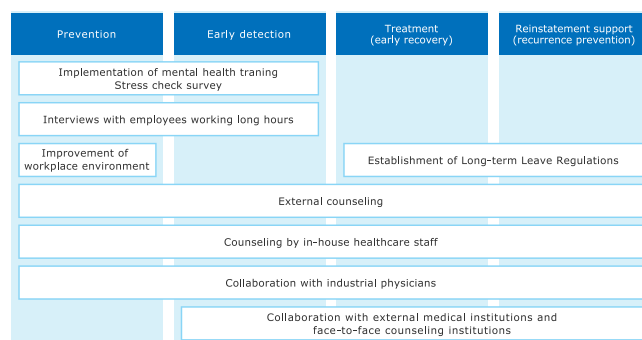 Prevention
Early detection
Treatment
(early recovery)
Reinstatement support
(recurrence prevention)
Implementation of mental health traning
Stress check survey
Interviews with employees working long hours
Improvement of
workplace environment
Establishment of Long-term Leave Regulations
External counseling
Counseling by in-house healthcare staff
Collaboration with industrial physicians
Collaboration with external medical institutions and
face-to-face counseling institutions